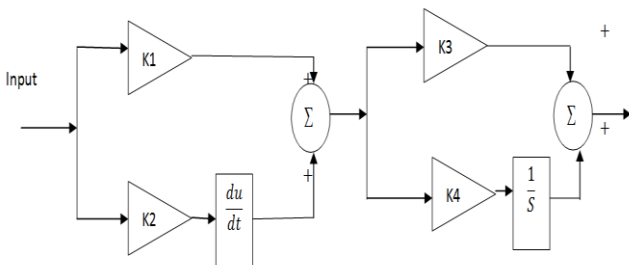 Input
K1
K2
du
dt
+
Σ
+
K3
K4
1
S
+
Σ
+